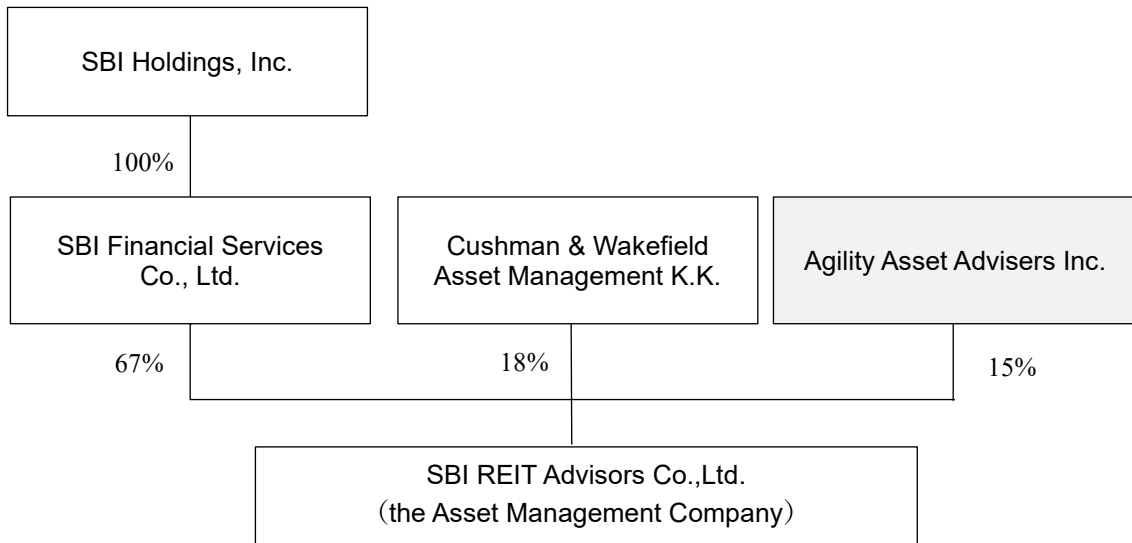 SBI Holdings, Inc.
100%
SBI Financial Services
Co., Ltd.
Cushman & Wakefield
Asset Management K.K.
Agility Asset Advisers Inc.
67%
18%
15%
SBI REIT Advisors Co.,Ltd.
（the Asset Management Company）